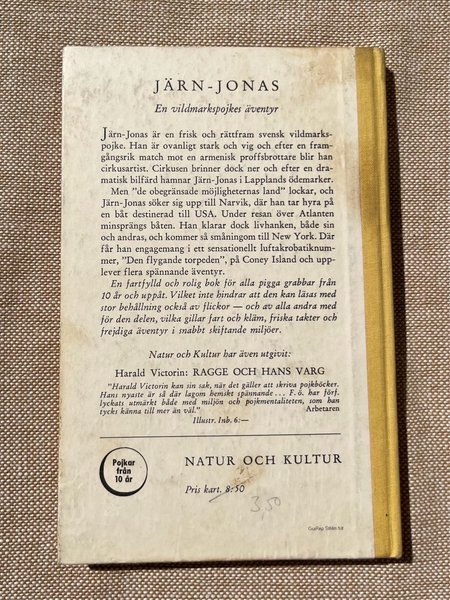 JÄRN-JONAS
En vildmarkspojkes äventyr
Järn-Jonas är en frisk och rättfram svensk vildmarks-
pojke. Han är ovanligt stark och vig och efter en fram-
gångsrik match mot en armenisk proffsbrottare blir han
cirkusartist. Cirkusen brinner dock ner och efter en dra-
matisk bilfärd hamnar Järn-Jonas i Lapplands ödemarker.
Men "de obegränsade möjligheternas land" lockar, och
Järn-Jonas söker sig upp till Narvik, där han tar hyra på
en båt destinerad till USA. Under resan över Atlanten
minsprängs båten. Han klarar dock livhanken, både sin
och andras, och kommer så småningom till New York. Där
får han engagemang i ett sensationellt luftakrobatiknum-
mer, "Den flygande torpeden", på Coney Island och upp-
lever flera spännande äventyr.
En fartfylld och rolig bok för alla pigga grabbar från
10 år och uppåt. Vilket inte hindrar att den kan läsas med
stor behållning också av flickor — och av alla andra med
för den delen, vilka gillar fart och kläm, friska takter och
frejdiga äventyr i snabbt skiftande miljöer.
Natur och Kultur har även utgivit:
Harald Victorin: RAGGE OCH HANS VARG
"Harald Victorin kan sin sak, när det gäller att skriva pojkböcker.
Hans nyaste är så där lagom hemskt spännande ... F. ö. har förf.
lyckats utmärkt både med miljön och pojkmentaliteten, som han
tycks känna till mer än väl." Arbetaren
Illustr. Inb. 6:—
Pojkar
från
10 år
NATUR OCH KULTUR
Pris kart. 8:50
3,50